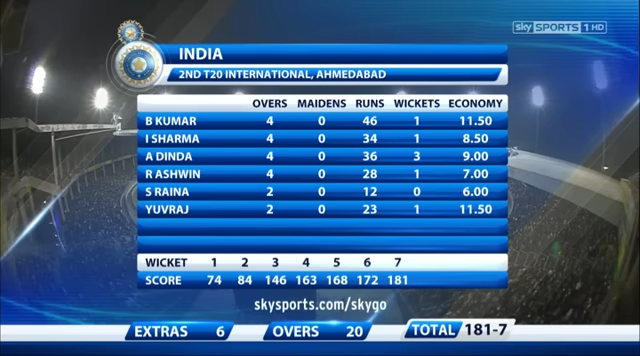 sky SPORTS 1 HD
INDIA
2ND T20 INTERNATIONAL, AHMEDABAD
OVERS MAIDENS RUNS WICKETS ECONOMY
B KUMAR 4 0 46 1 11.50
I SHARMA 4 0 34 1 8.50
A DINDA 4 0 36 3 9.00
R ASHWIN 4 0 28 1 7.00
S RAINA 2 0 12 0 6.00
YUVRAJ 2 0 23 1 11.50
WICKET 1 2 3 4 5 6 7
SCORE 74 84 146 163 168 172 181
skysports.com/skygo
EXTRAS 6 OVERS 20 TOTAL 181-7